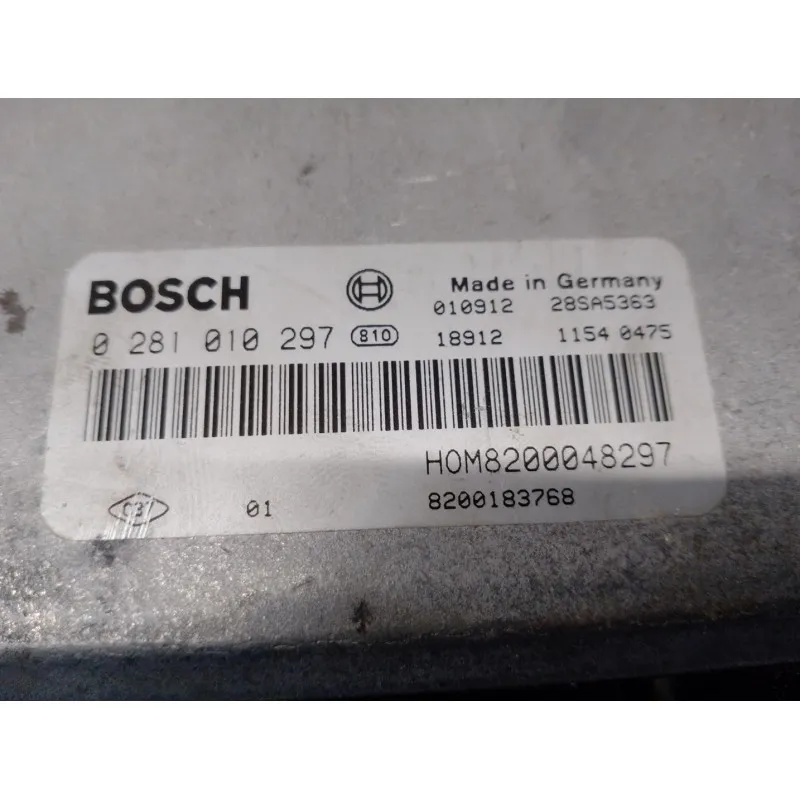 BOSCH Made in Germany
010912 28SA5363
0 281 010 297 810 18912 1154 0475
HOM8200048297
01 8200183768